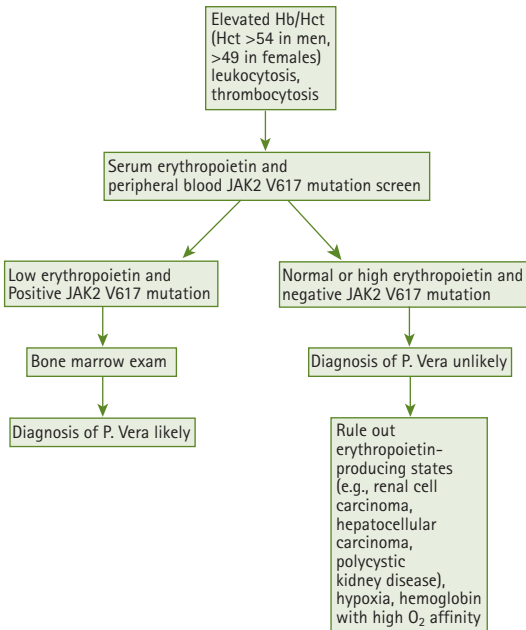 Elevated Hb/Hct
(Hct >54 in men,
>49 in females)
leukocytosis,
thrombocytosis
Serum erythropoietin and
peripheral blood JAK2 V617 mutation screen
Low erythropoietin and
Positive JAK2 V617 mutation
Normal or high erythropoietin and
negative JAK2 V617 mutation
Bone marrow exam
Diagnosis of P. Vera unlikely
Diagnosis of P. Vera likely
Rule out
erythropoietin-
producing states
(e.g., renal cell
carcinoma,
hepatocellular
carcinoma,
polycystic
kidney disease),
hypoxia, hemoglobin
with high O₂ affinity